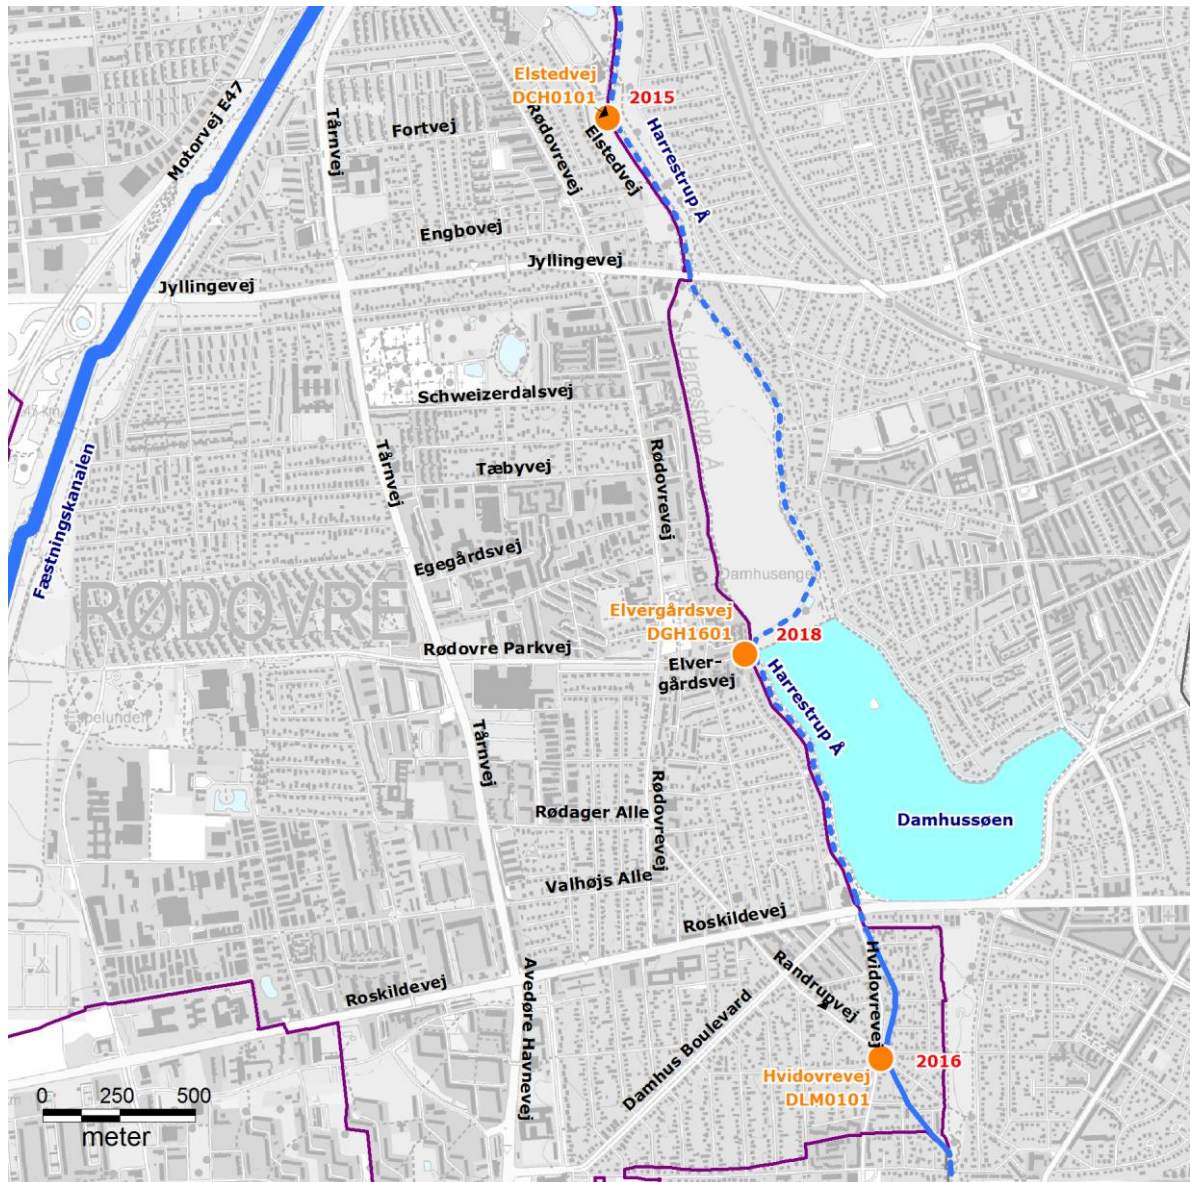 Elstedvej
DCH0101
2015
Motorvej E47
Tårnvej
Fortvej
Rødovrevej
Elstedvej
Harrestrup Å
Engbovej
Jyllingevej
Jyllingevej
Harrestrup Å
Schweizerdalsvej
Tårnvej
Rødovrevej
Tæbyvej
Fæstningskanalen
Egegårdsvej
Damhusengen
RØDOVRE
Elvergårdsvej
DGH1601
2018
Rødovre Parkvej
Elver-
gårdsvej
Harrestrup Å
Espelunden
Tårnvej
Rødovrevej
Rødager Alle
Damhussøen
Valhøjs Alle
Roskildevej
Roskildevej
Avedøre Havnevej
Randrupvej
Hvidovrevej
Damhus Boulevard
2016
Hvidovrevej
DLM0101
0 250 500
meter